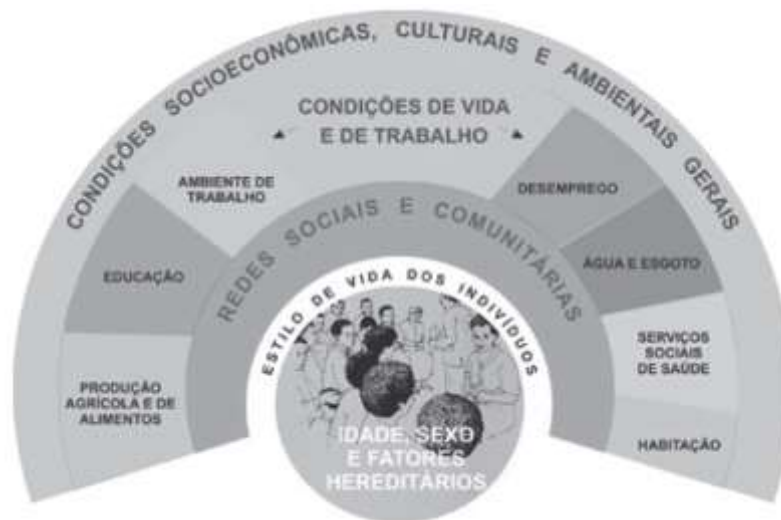 CONDIÇÕES SOCIOECONÔMICAS, CULTURAIS E AMBIENTAIS GERAIS
CONDIÇÕES DE VIDA
E DE TRABALHO
AMBIENTE DE
TRABALHO
DESEMPREGO
REDES SOCIAIS E COMUNITÁRIAS
EDUCAÇÃO
ÁGUA E ESGOTO
ESTILO DE VIDA DOS INDIVÍDUOS
PRODUÇÃO
AGRÍCOLA E DE
ALIMENTOS
SERVIÇOS
SOCIAIS
DE SAÚDE
HABITAÇÃO
IDADE, SEXO
E FATORES
HEREDITÁRIOS